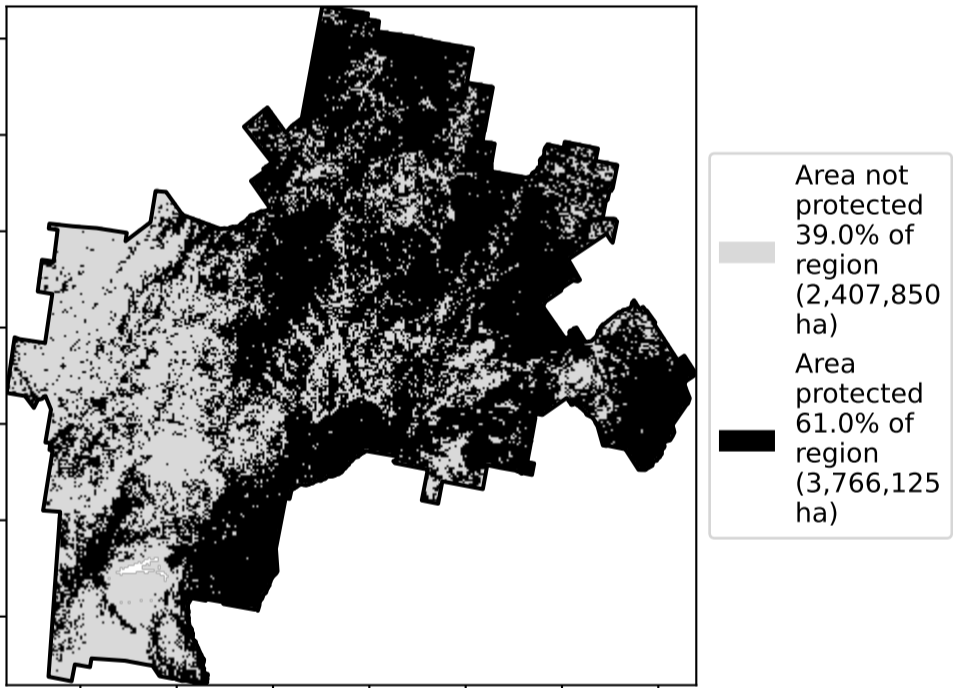 Area not
protected
39.0% of
region
(2,407,850
ha)
Area
protected
61.0% of
region
(3,766,125
ha)